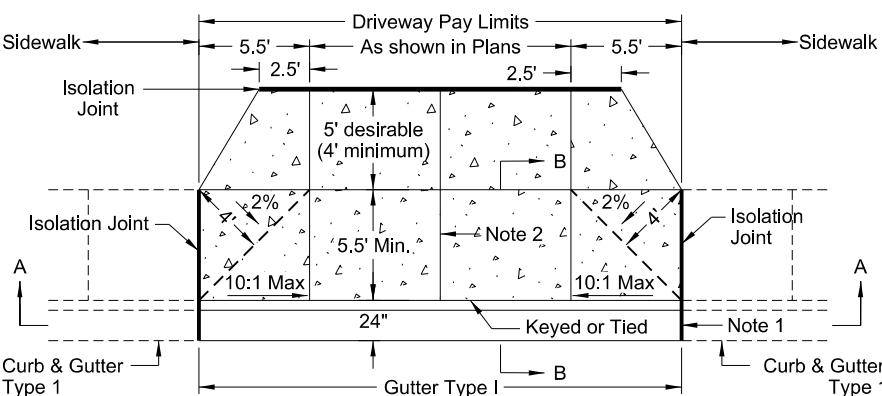 Driveway Pay Limits
Sidewalk
5.5'
As shown in Plans
5.5'
Sidewalk
2.5'
2.5'
Isolation
Joint
5' desirable
(4' minimum)
B
2%
4'
2%
4'
Isolation Joint
5.5' Min.
Note 2
Isolation
Joint
A
10:1 Max
10:1 Max
A
24"
Keyed or Tied
Note 1
Curb & Gutter
Type 1
B
Curb & Gutter
Type 1
Gutter Type I